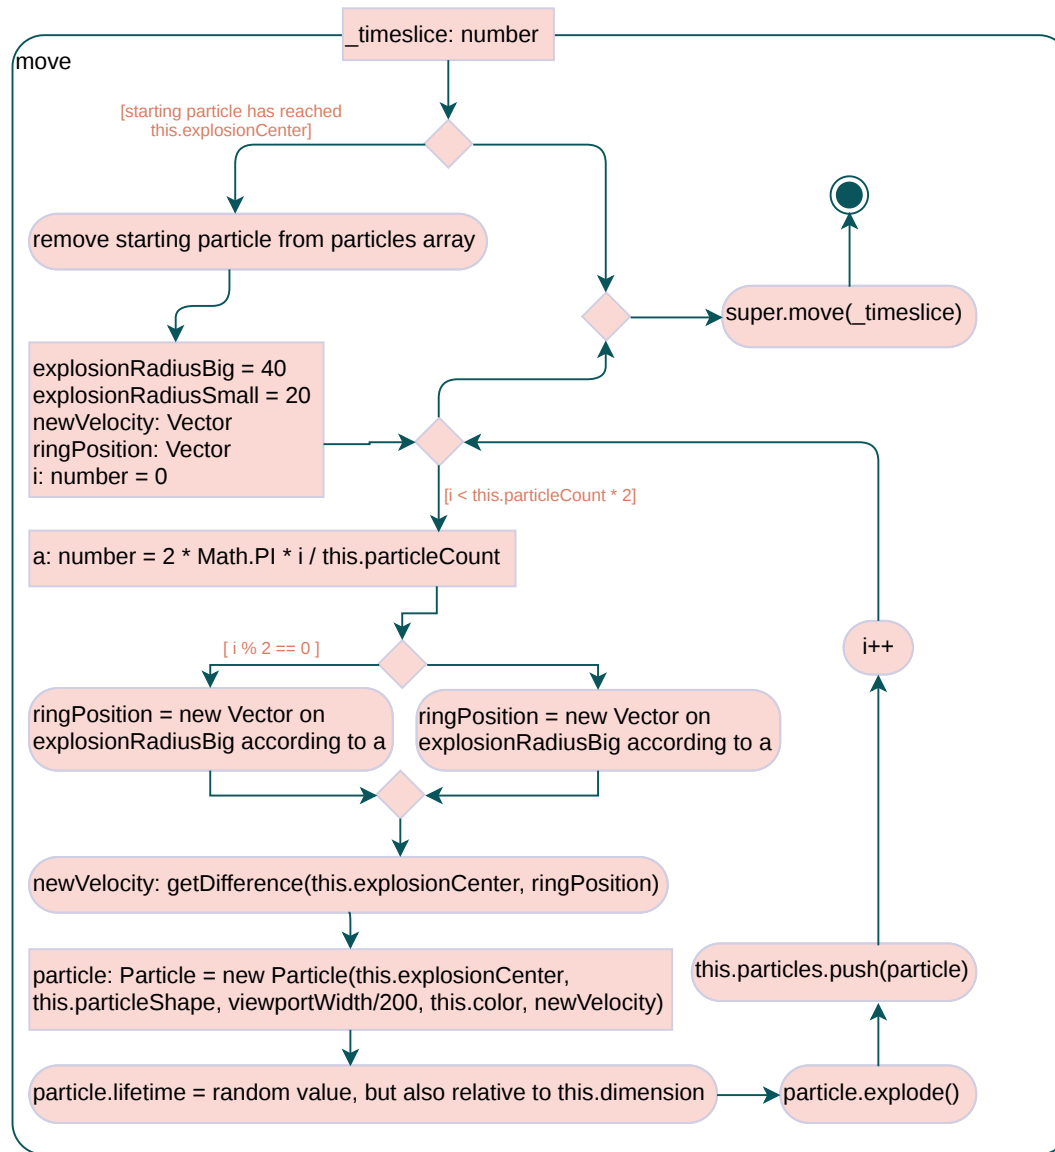 _timeslice: number
move
[starting particle has reached
this.explosionCenter]
remove starting particle from particles array
super.move(_timeslice)
explosionRadiusBig = 40
explosionRadiusSmall = 20
newVelocity: Vector
ringPosition: Vector
i: number = 0
[i < this.particleCount * 2]
a: number = 2 * Math.PI * i / this.particleCount
[ i % 2 == 0 ]
i++
ringPosition = new Vector on
explosionRadiusBig according to a
ringPosition = new Vector on
explosionRadiusBig according to a
newVelocity: getDifference(this.explosionCenter, ringPosition)
particle: Particle = new Particle(this.explosionCenter,
this.particleShape, viewportWidth/200, this.color, newVelocity)
this.particles.push(particle)
particle.lifetime = random value, but also relative to this.dimension
particle.explode()